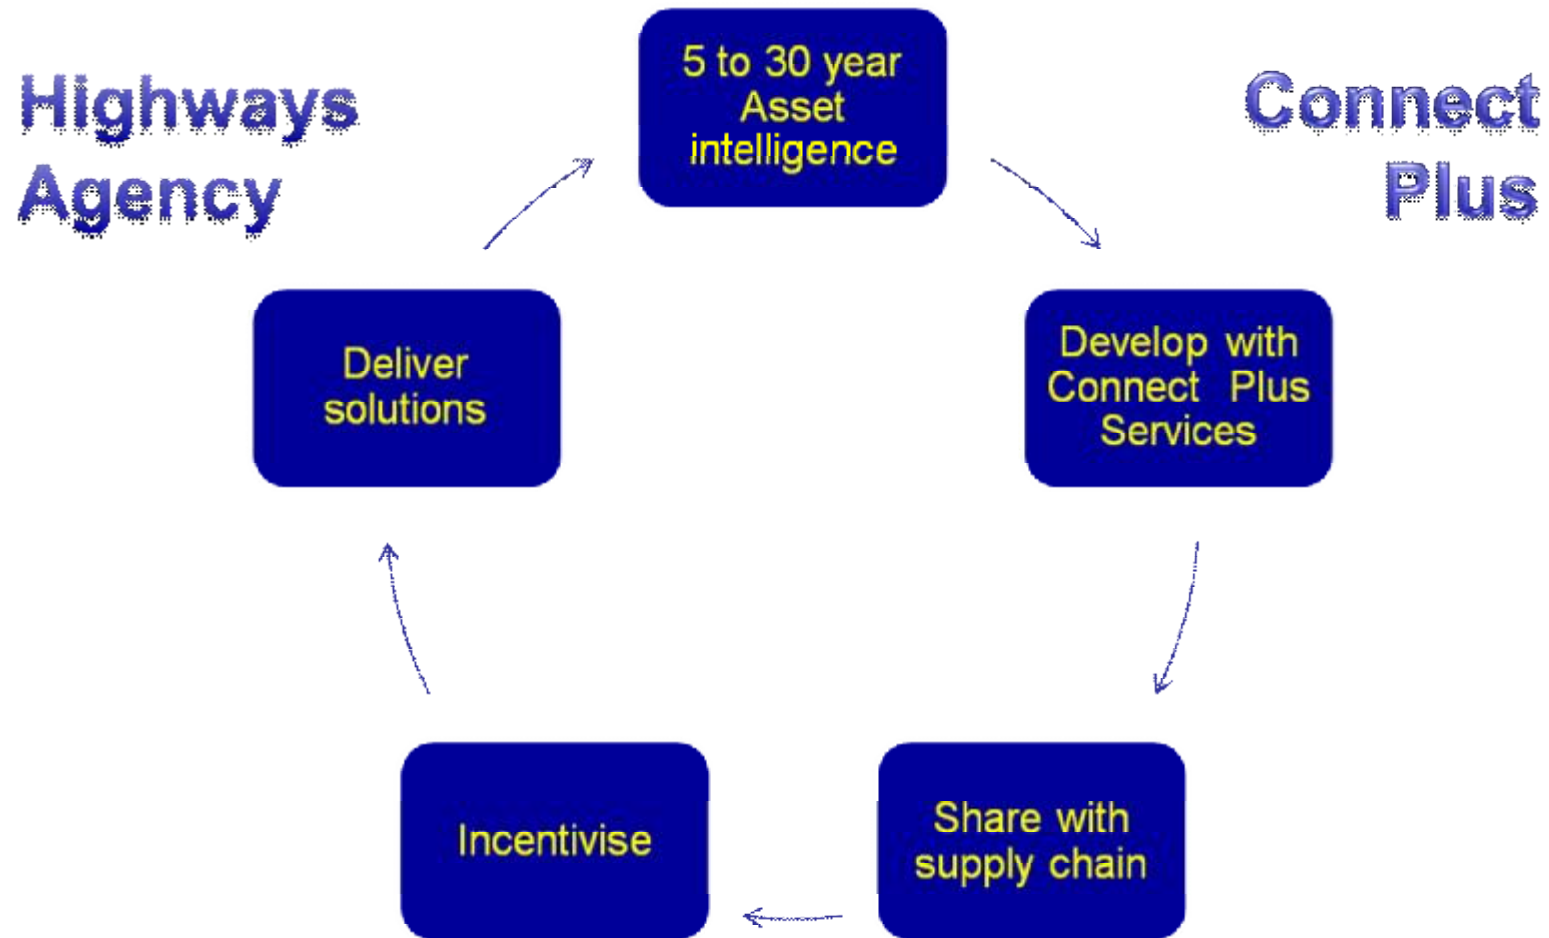 Highways
Agency
Connect
Plus
5 to 30 year
Asset
intelligence
Develop with
Connect Plus
Services
Share with
supply chain
Incentivise
Deliver
solutions